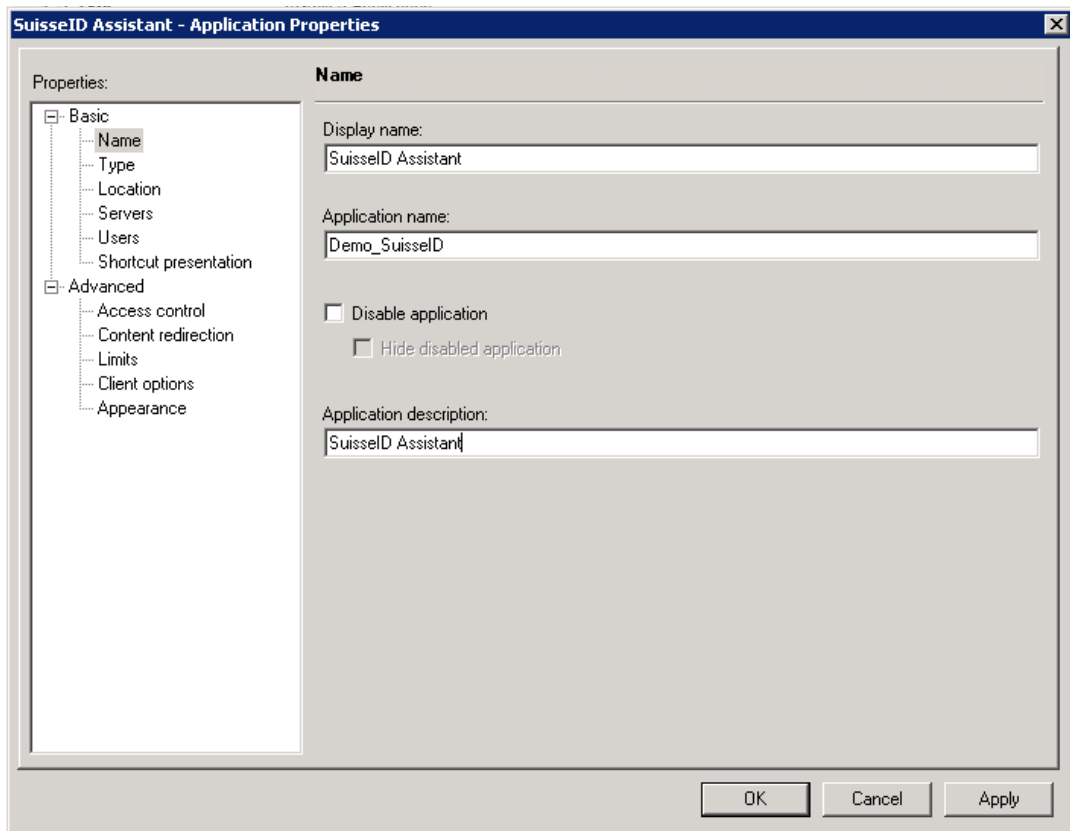 SuisseID Assistant - Application Properties
Properties:
Basic
Name
Type
Location
Servers
Users
Shortcut presentation
Advanced
Access control
Content redirection
Limits
Client options
Appearance
Name
Display name:
SuisseID Assistant
Application name:
Demo_SuisseID
Disable application
Hide disabled application
Application description:
SuisseID Assistant
OK
Cancel
Apply